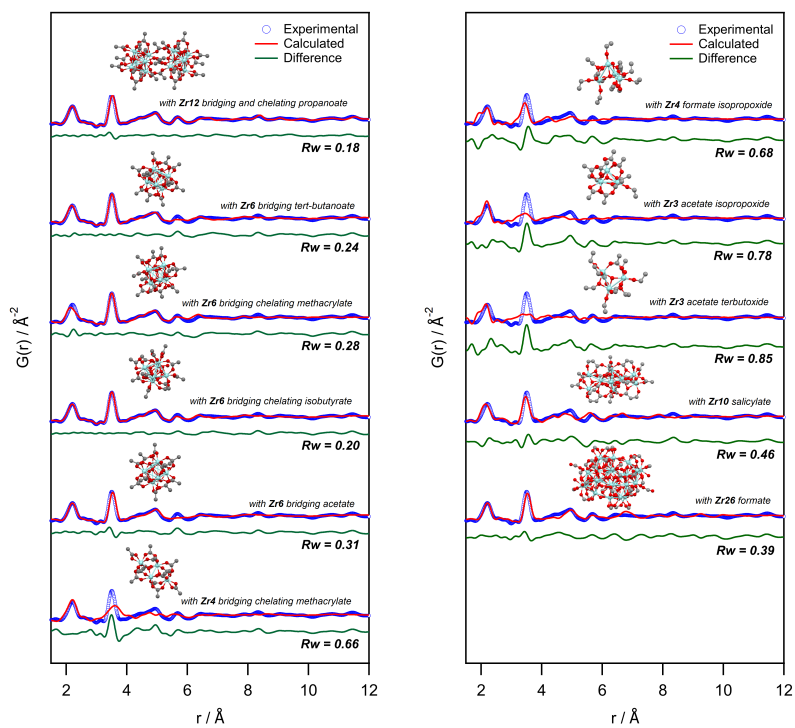 Experimental
Calculated
Difference
with Zr12 bridging and chelating propanoate
Rw = 0.18
with Zr6 bridging tert-butanoate
Rw = 0.24
with Zr6 bridging chelating methacrylate
Rw = 0.28
with Zr6 bridging chelating isobutyrate
Rw = 0.20
with Zr6 bridging acetate
Rw = 0.31
with Zr4 bridging chelating methacrylate
Rw = 0.66
G(r) / Å⁻²
2 4 6 8 10 12
r / Å
Experimental
Calculated
Difference
with Zr4 formate isopropoxide
Rw = 0.68
with Zr3 acetate isopropoxide
Rw = 0.78
with Zr3 acetate terbutoxide
Rw = 0.85
with Zr10 salicylate
Rw = 0.46
with Zr26 formate
Rw = 0.39
G(r) / Å⁻²
2 4 6 8 10 12
r / Å